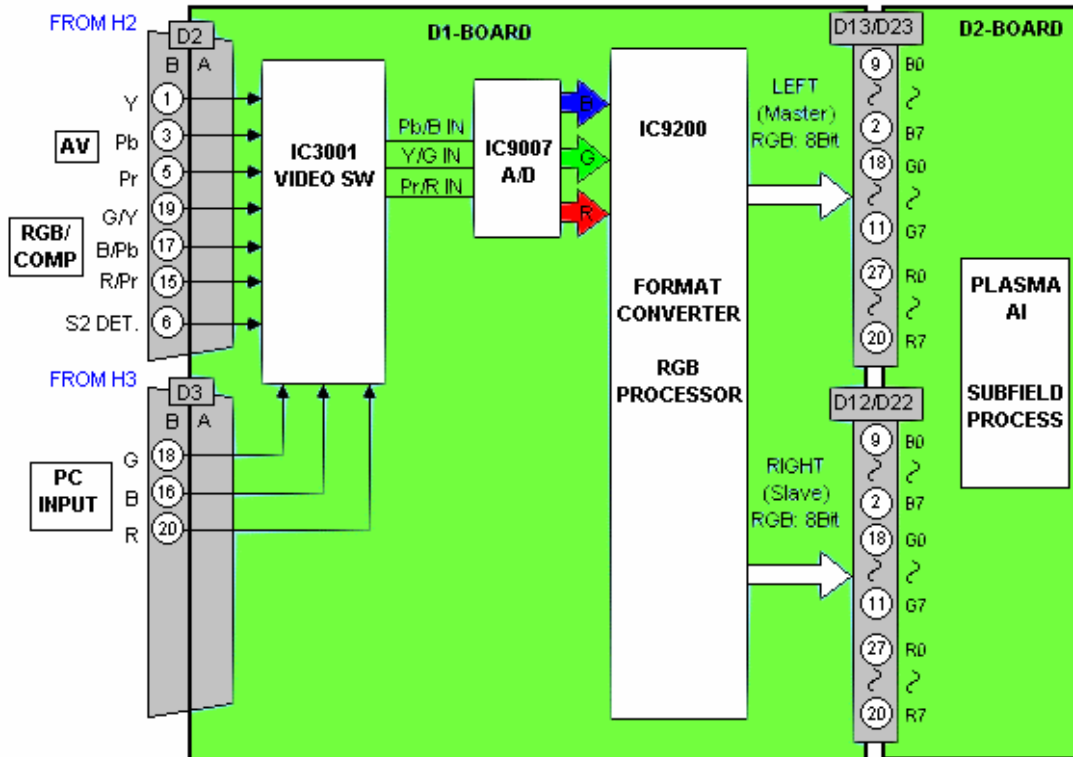 FROM H2
D2
B A
Y 1
AV
Pb 3
Pr 5
G/Y 19
RGB/
COMP
B/Pb 17
R/Pr 15
S2 DET. 6
FROM H3
D3
B A
PC
INPUT
G 18
B 16
R 20
D1-BOARD
IC3001
VIDEO SW
Pb/B IN
Y/G IN
Pr/R IN
IC9007
A/D
B
G
R
IC9200
FORMAT
CONVERTER
RGB
PROCESSOR
LEFT
(Master)
RGB: 8Bit
RIGHT
(Slave)
RGB: 8Bit
D13/D23
9 B0
2 B7
18 G0
11 G7
27 R0
20 R7
D12/D22
9 B0
2 B7
18 G0
11 G7
27 R0
20 R7
D2-BOARD
PLASMA
AI
SUBFIELD
PROCESS